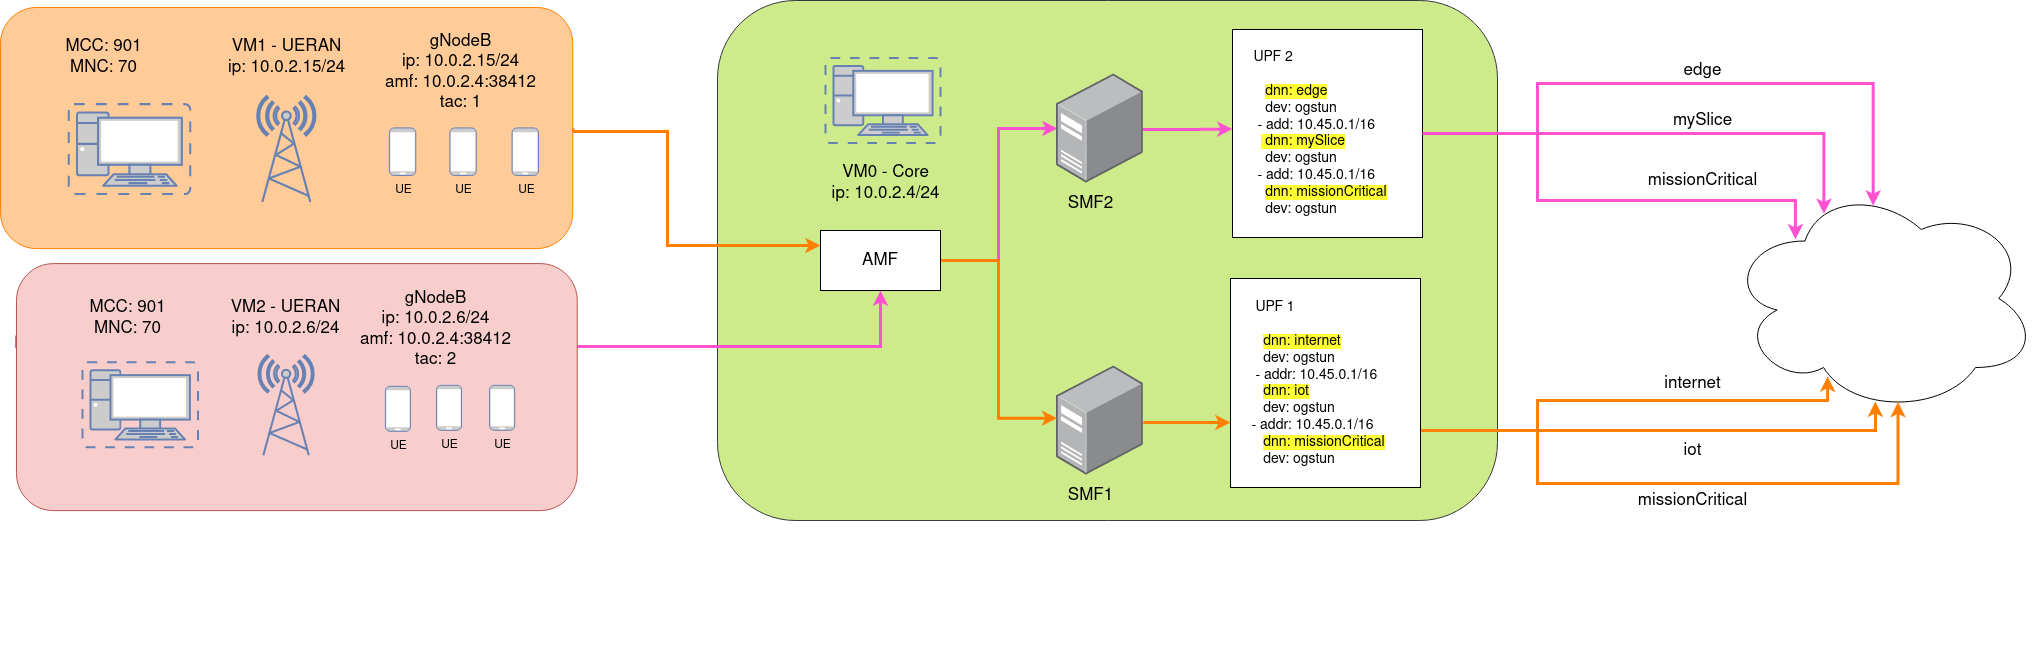 MCC: 901
MNC: 70
VM1 - UERAN
ip: 10.0.2.15/24
gNodeB
ip: 10.0.2.15/24
amf: 10.0.2.4:38412
tac: 1
UE
UE
UE
MCC: 901
MNC: 70
VM2 - UERAN
ip: 10.0.2.6/24
gNodeB
ip: 10.0.2.6/24
amf: 10.0.2.4:38412
tac: 2
UE
UE
UE
VM0 - Core
ip: 10.0.2.4/24
AMF
SMF2
SMF1
UPF 2
dnn: edge
dev: ogstun
- add: 10.45.0.1/16
dnn: mySlice
dev: ogstun
- add: 10.45.0.1/16
dnn: missionCritical
dev: ogstun
UPF 1
dnn: internet
dev: ogstun
- addr: 10.45.0.1/16
dnn: iot
dev: ogstun
- addr: 10.45.0.1/16
dnn: missionCritical
dev: ogstun
edge
mySlice
missionCritical
internet
iot
missionCritical